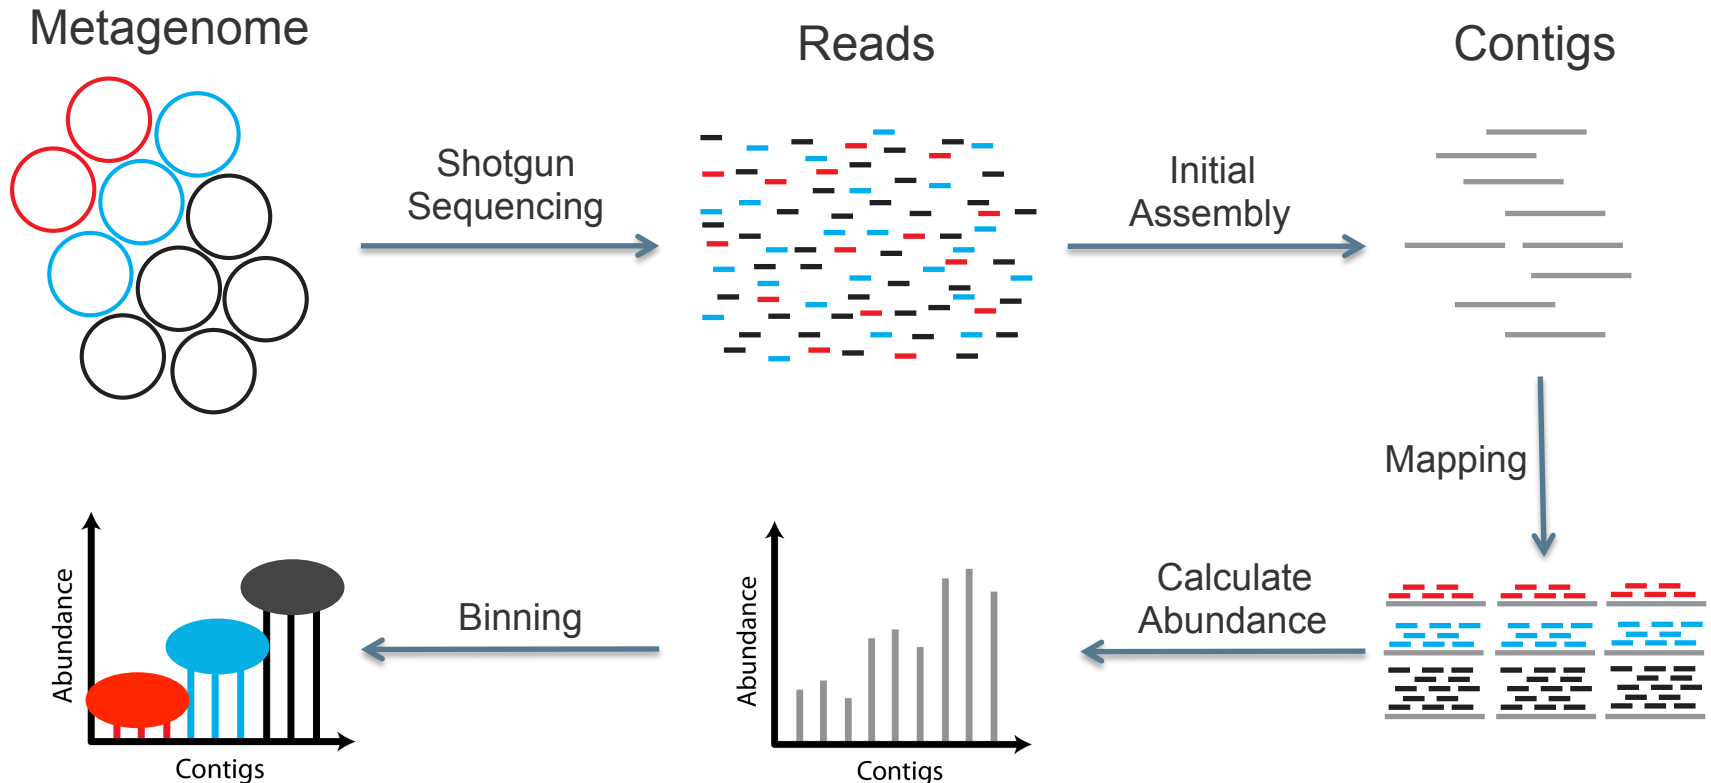 Metagenome
Reads
Contigs
Shotgun
Sequencing
Initial
Assembly
Mapping
Calculate
Abundance
Binning
Abundance
Contigs
Abundance
Contigs